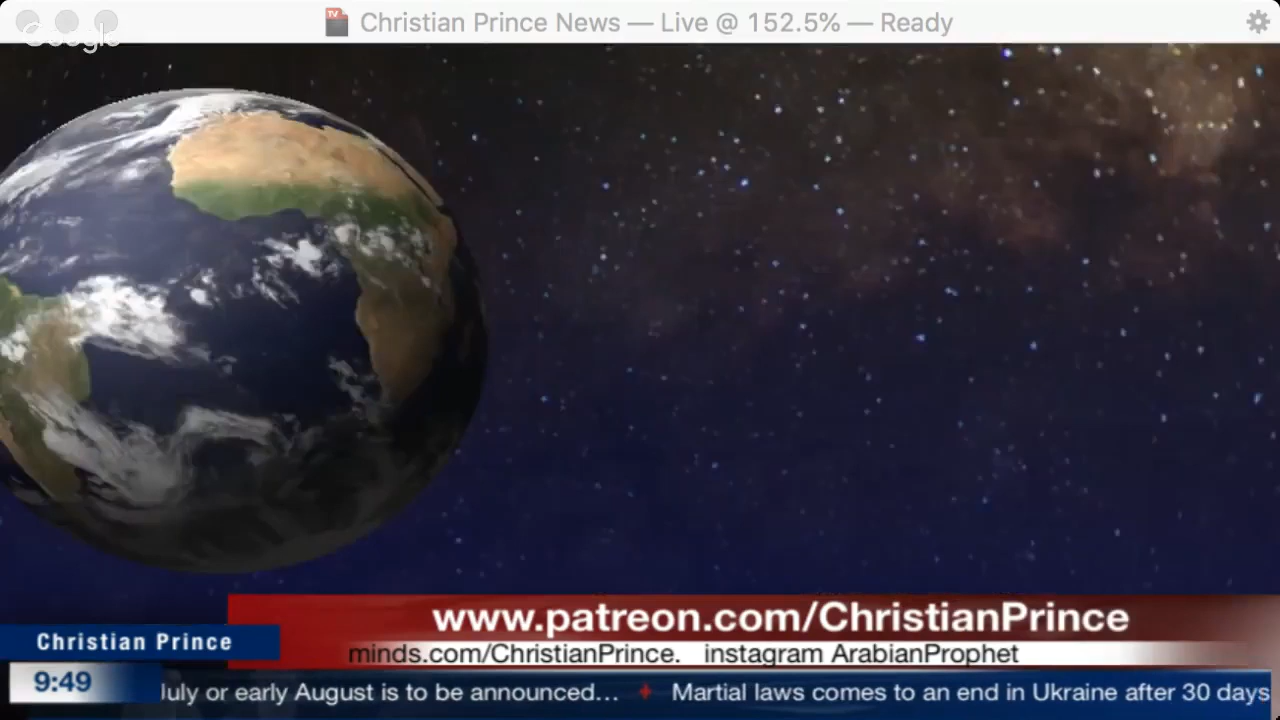 Christian Prince News — Live @ 152.5% — Ready
Google
www.patreon.com/ChristianPrince
Christian Prince
minds.com/ChristianPrince. instagram ArabianProphet
9:49
July or early August is to be announced... Martial laws comes to an end in Ukraine after 30 days